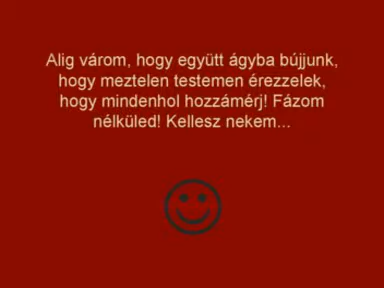 Alig várom, hogy együtt ágyba bújjunk,
hogy meztelen testemen érezzelek,
hogy mindenhol hozzámérj! Fázom
nélküled! Kellesz nekem...